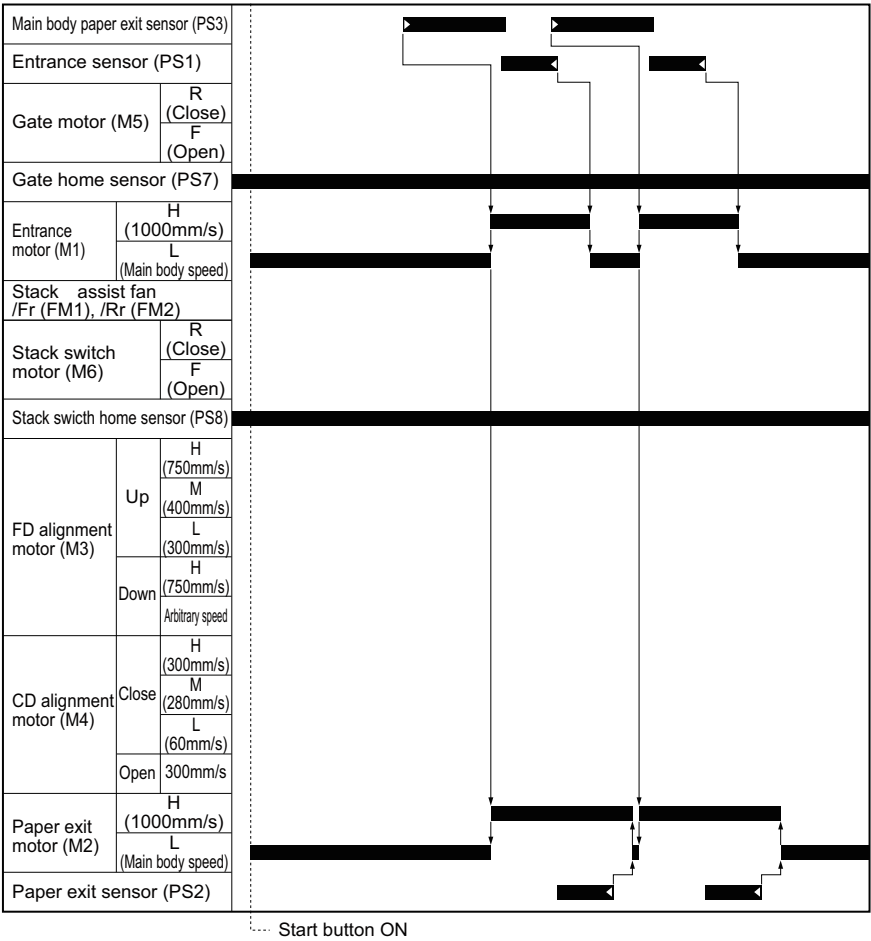 Main body paper exit sensor (PS3)
Entrance sensor (PS1)
Gate motor (M5)
R
(Close)
F
(Open)
Gate home sensor (PS7)
Entrance
motor (M1)
H
(1000mm/s)
L
(Main body speed)
Stack assist fan
/Fr (FM1), /Rr (FM2)
Stack switch
motor (M6)
R
(Close)
F
(Open)
Stack swicth home sensor (PS8)
FD alignment
motor (M3)
Up
H
(750mm/s)
M
(400mm/s)
L
(300mm/s)
Down
H
(750mm/s)
Arbitrary speed
CD alignment
motor (M4)
Close
H
(300mm/s)
M
(280mm/s)
L
(60mm/s)
Open
300mm/s
Paper exit
motor (M2)
H
(1000mm/s)
L
(Main body speed)
Paper exit sensor (PS2)
Start button ON